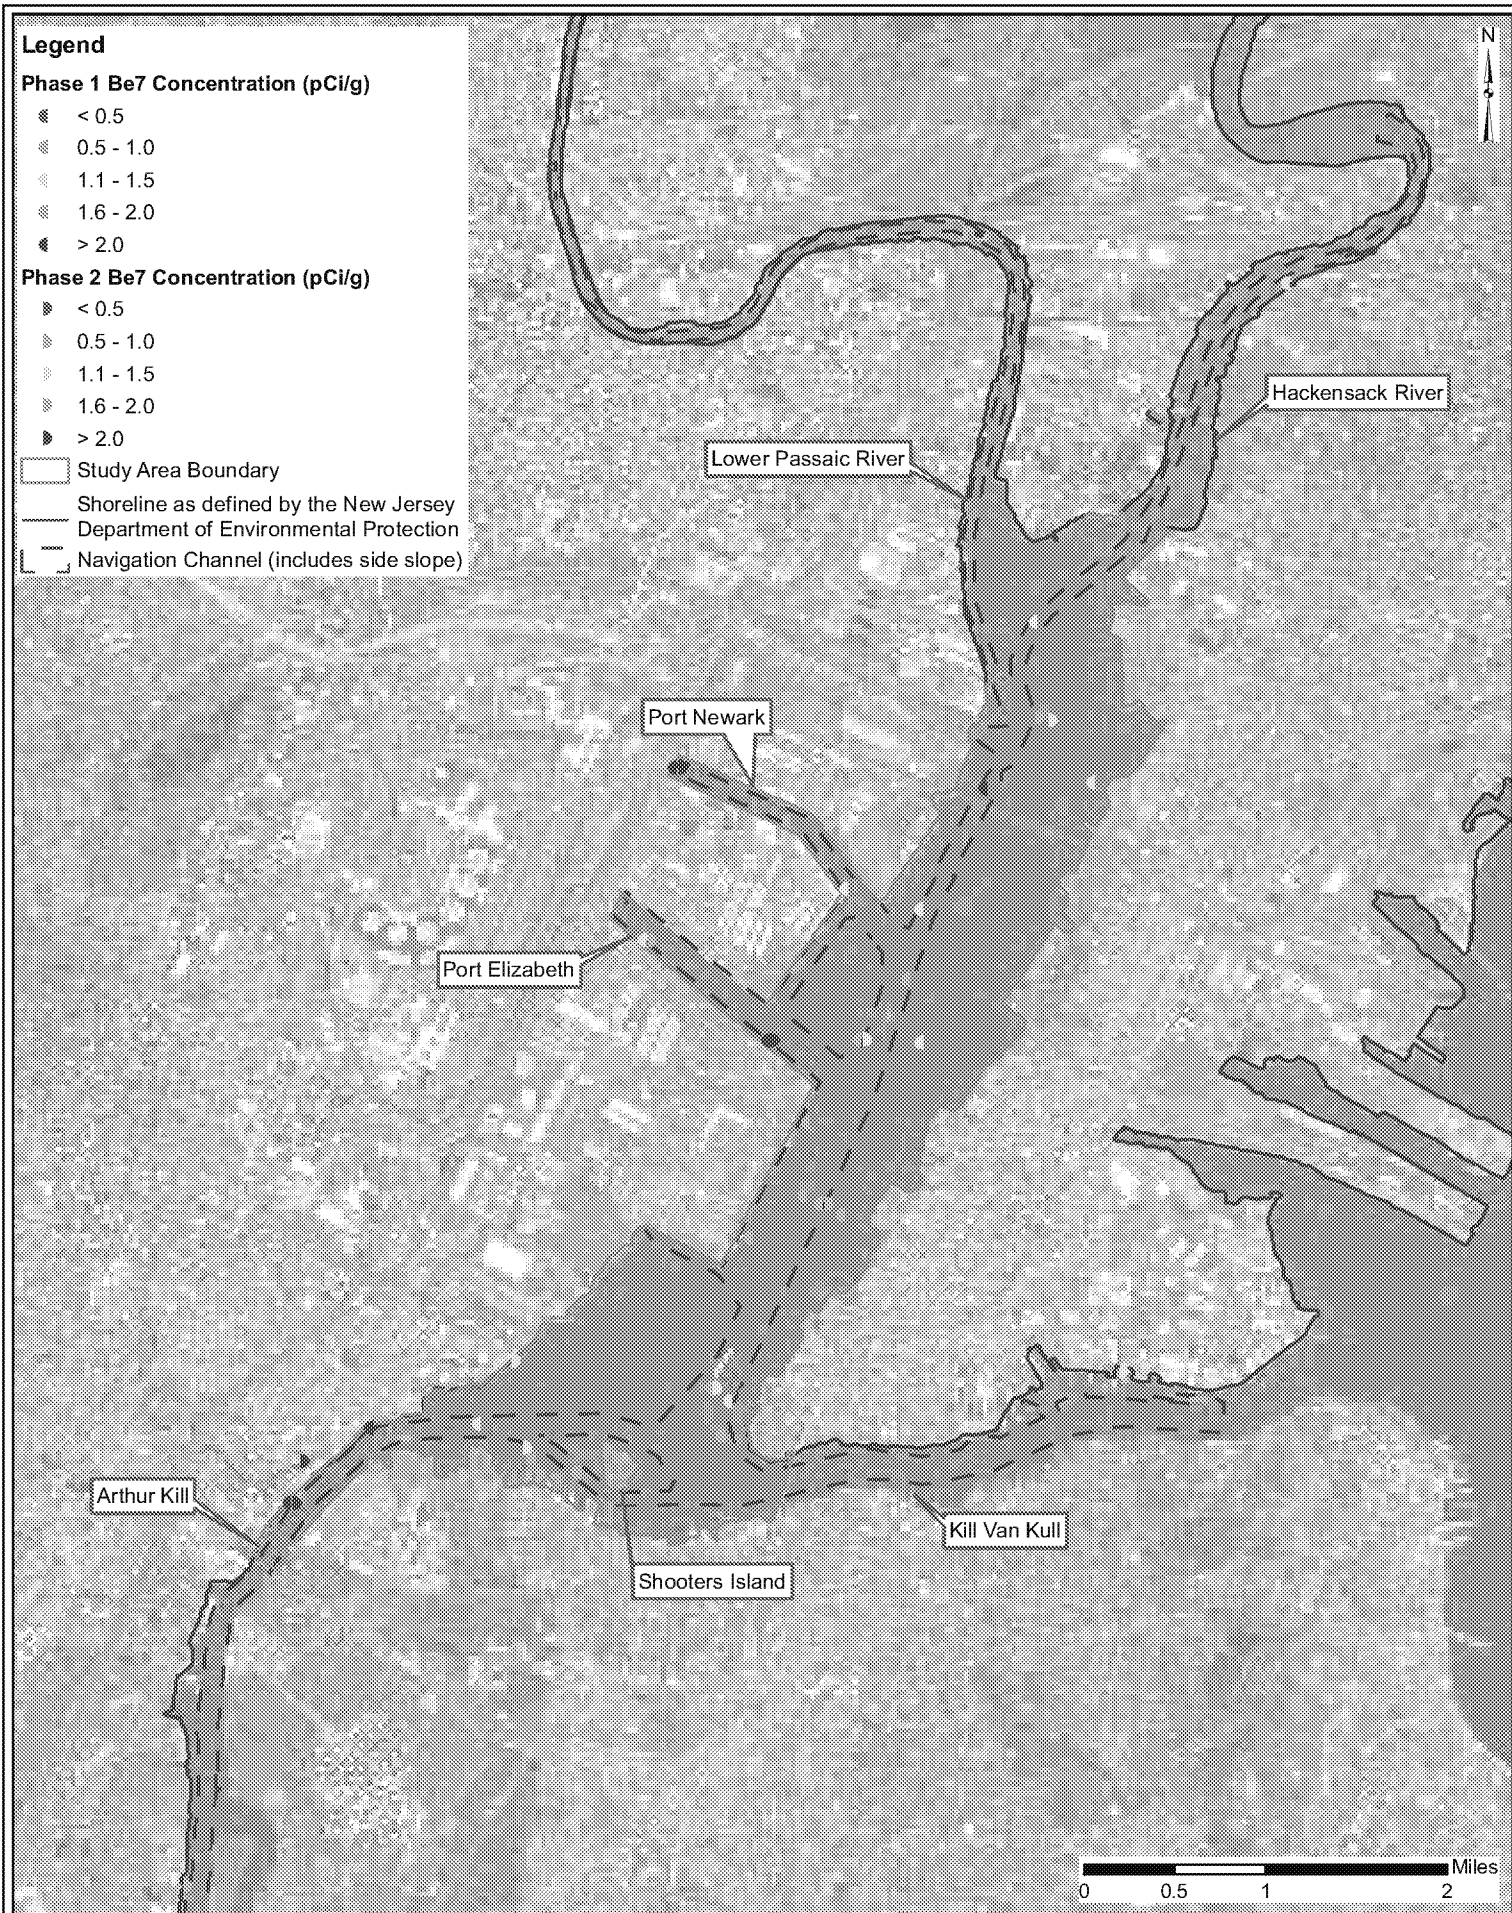 Legend
Phase 1 Be7 Concentration (pCi/g)
< 0.5
0.5 - 1.0
1.1 - 1.5
1.6 - 2.0
> 2.0
Phase 2 Be7 Concentration (pCi/g)
< 0.5
0.5 - 1.0
1.1 - 1.5
1.6 - 2.0
> 2.0
Study Area Boundary
Shoreline as defined by the New Jersey
Department of Environmental Protection
Navigation Channel (includes side slope)
N
Hackensack River
Lower Passaic River
Port Newark
Port Elizabeth
Arthur Kill
Kill Van Kull
Shooters Island
Miles
0 0.5 1 2